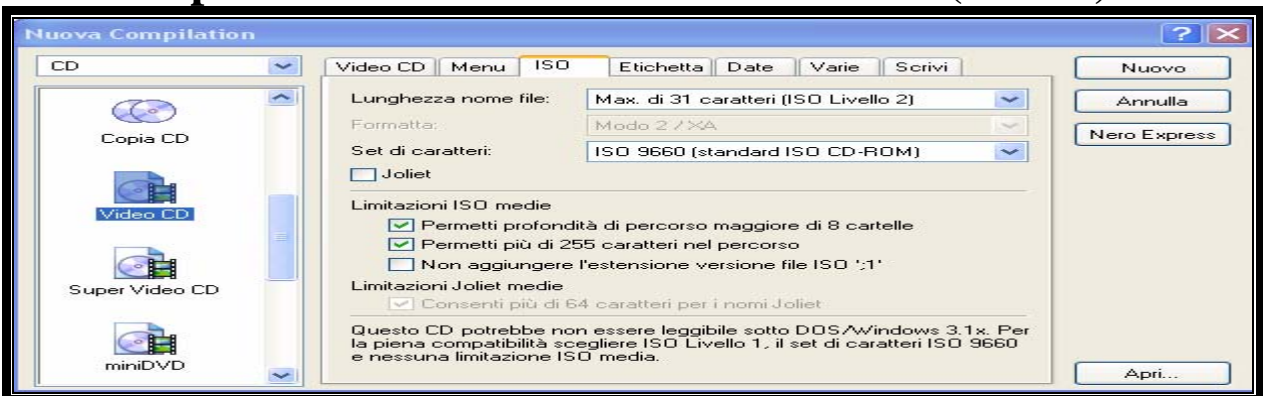 Nuova Compilation
CD
Copia CD
Video CD
Super Video CD
miniDVD
Video CD Menu ISO Etichetta Date Varie Scrivi
Lunghezza nome file: Max. di 31 caratteri (ISO Livello 2)
Formatta: Modo 2 / XA
Set di caratteri: ISO 9660 (standard ISO CD-ROM)
Joliet
Limitazioni ISO medie
Permetti profondità di percorso maggiore di 8 cartelle
Permetti più di 255 caratteri nel percorso
Non aggiungere l'estensione versione file ISO ';1'
Limitazioni Joliet medie
Consenti più di 64 caratteri per i nomi Joliet
Questo CD potrebbe non essere leggibile sotto DOS/Windows 3.1x. Per
la piena compatibilità scegliere ISO Livello 1, il set di caratteri ISO 9660
e nessuna limitazione ISO media.
Nuovo
Annulla
Nero Express
Apri...